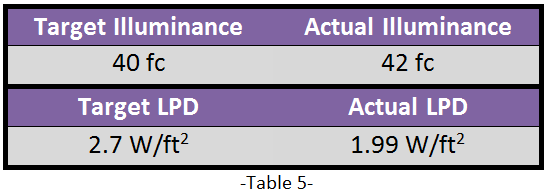 Target Illuminance Actual Illuminance
40 fc 42 fc
Target LPD Actual LPD
2.7 W/ft² 1.99 W/ft²
-Table 5-